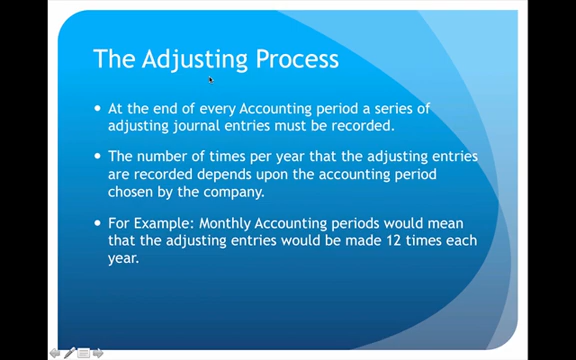 The Adjusting Process
• At the end of every Accounting period a series of
adjusting journal entries must be recorded.
• The number of times per year that the adjusting entries
are recorded depends upon the accounting period
chosen by the company.
• For Example: Monthly Accounting periods would mean
that the adjusting entries would be made 12 times each
year.